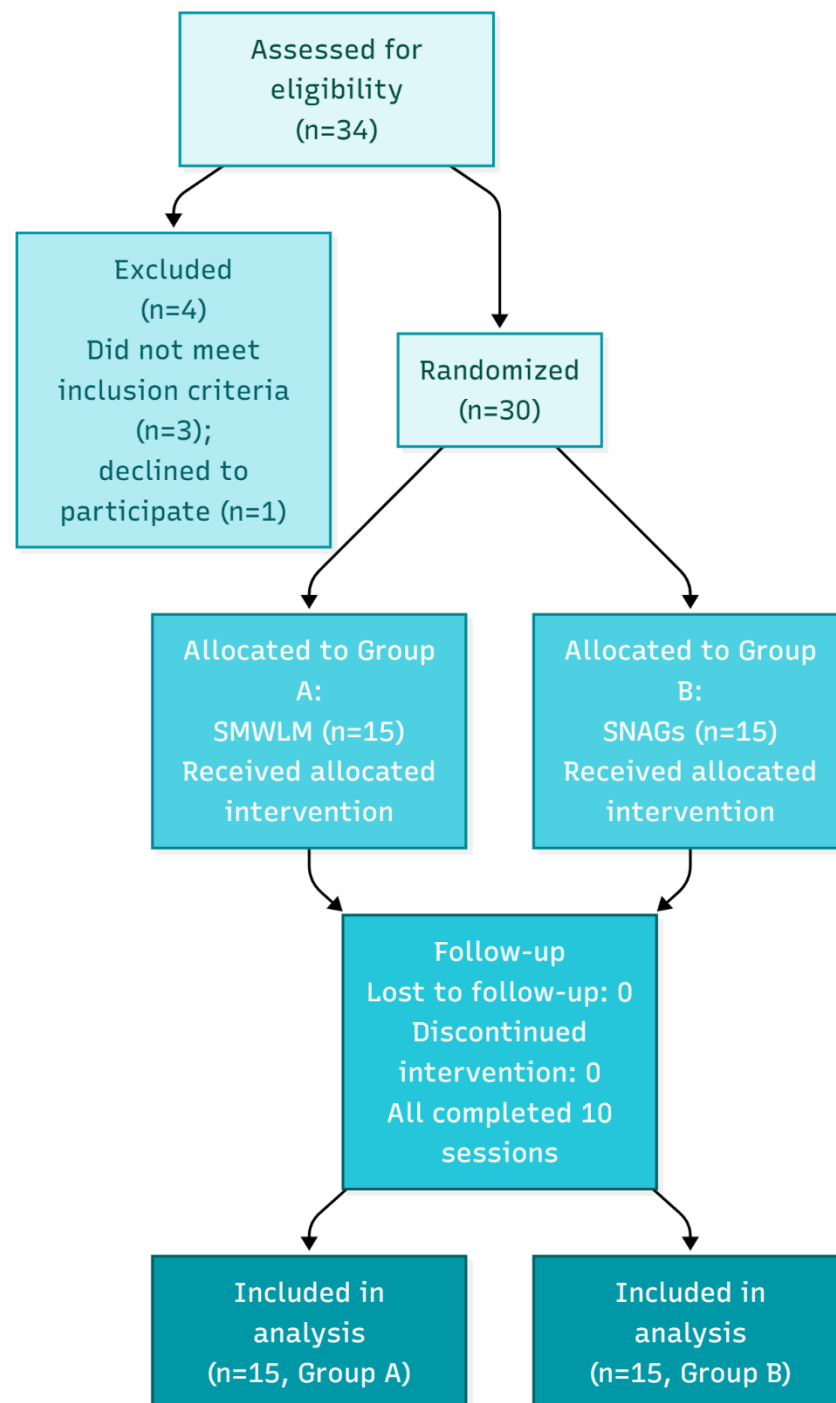 Assessed for
eligibility
(n=34)
Excluded
(n=4)
Did not meet
inclusion criteria
(n=3);
declined to
participate (n=1)
Randomized
(n=30)
Allocated to Group
A:
SMWLM (n=15)
Received allocated
intervention
Allocated to Group
B:
SNAGs (n=15)
Received allocated
intervention
Follow-up
Lost to follow-up: 0
Discontinued
intervention: 0
All completed 10
sessions
Included in
analysis
(n=15, Group A)
Included in
analysis
(n=15, Group B)